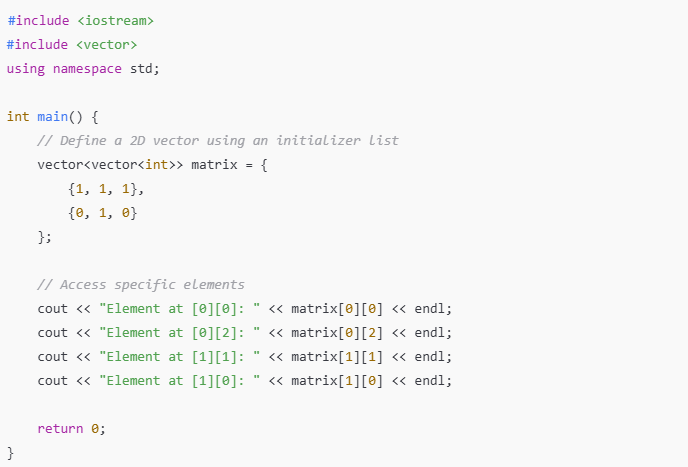 #include <iostream>
#include <vector>
using namespace std;

int main() {
    // Define a 2D vector using an initializer list
    vector<vector<int>> matrix = {
        {1, 1, 1},
        {0, 1, 0}
    };

    // Access specific elements
    cout << "Element at [0][0]: " << matrix[0][0] << endl;
    cout << "Element at [0][2]: " << matrix[0][2] << endl;
    cout << "Element at [1][1]: " << matrix[1][1] << endl;
    cout << "Element at [1][0]: " << matrix[1][0] << endl;

    return 0;
}